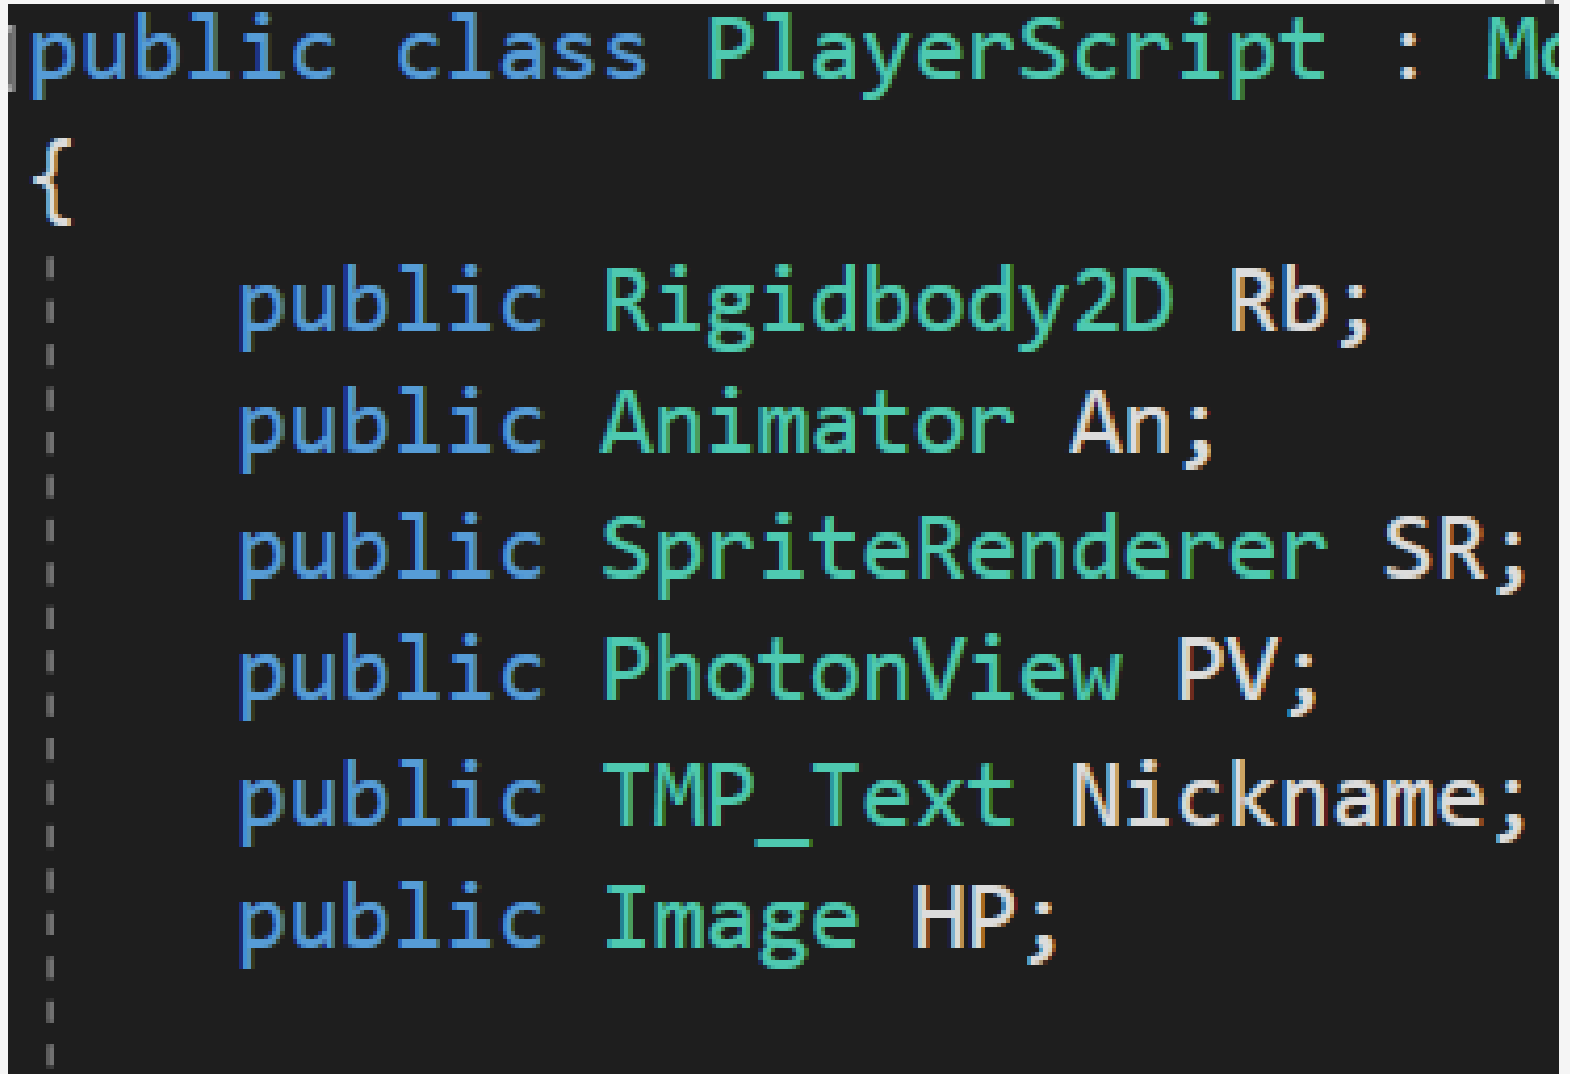 public class PlayerScript :
{
public Rigidbody2D Rb;
public Animator An;
public SpriteRenderer SR;
public PhotonView PV;
public TMP_Text Nickname;
public Image HP;